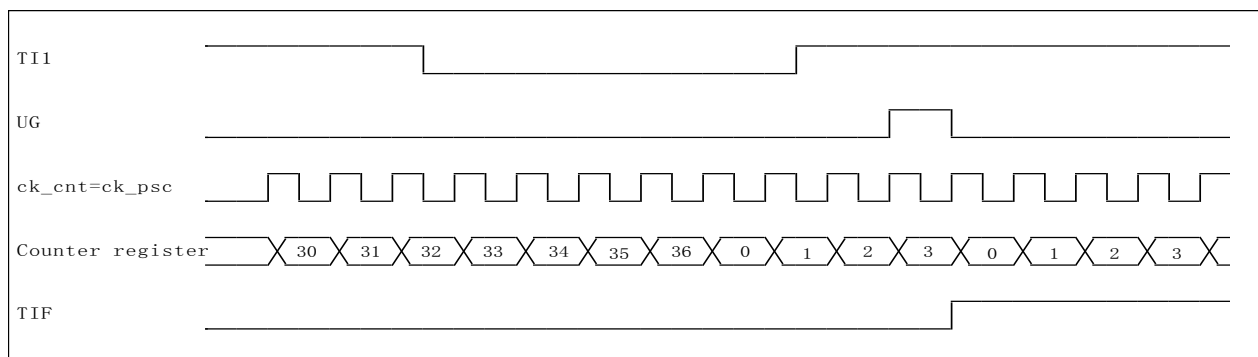 TI1
UG
ck_cnt=ck_psc
Counter register 30 31 32 33 34 35 36 0 1 2 3 0 1 2 3
TIF